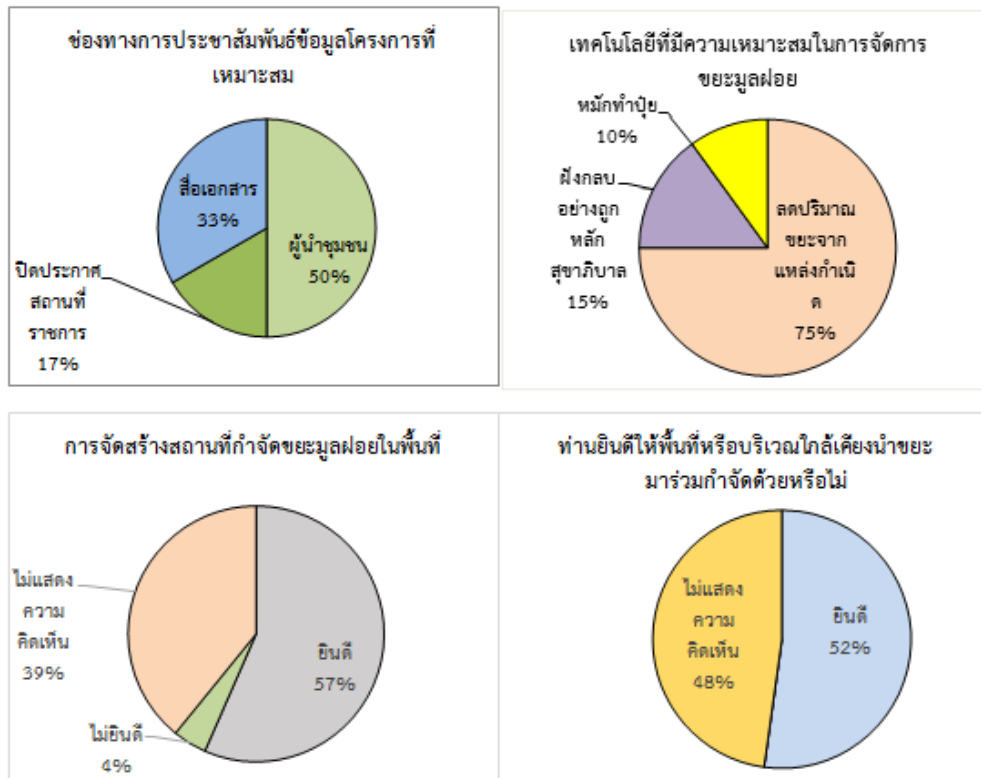 ช่องทางการประชาสัมพันธ์ข้อมูลโครงการที่
เหมาะสม
สื่อเอกสาร
33%
ผู้นำชุมชน
50%
ปิดประกาศ
สถานที่
ราชการ
17%
เทคโนโลยีที่มีความเหมาะสมในการจัดการ
ขยะมูลฝอย
หมักทำปุ๋ย
10%
ฝังกลบ
อย่างถูก
หลัก
สุขาภิบาล
15%
ลดปริมาณ
ขยะจาก
แหล่งกำเนิ
ด
75%
การจัดสร้างสถานที่กำจัดขยะมูลฝอยในพื้นที่
ไม่แสดง
ความ
คิดเห็น
39%
ยินดี
57%
ไม่ยินดี
4%
ท่านยินดีให้พื้นที่หรือบริเวณใกล้เคียงนำขยะ
มาร่วมกำจัดด้วยหรือไม่
ไม่แสดง
ความ
คิดเห็น
48%
ยินดี
52%